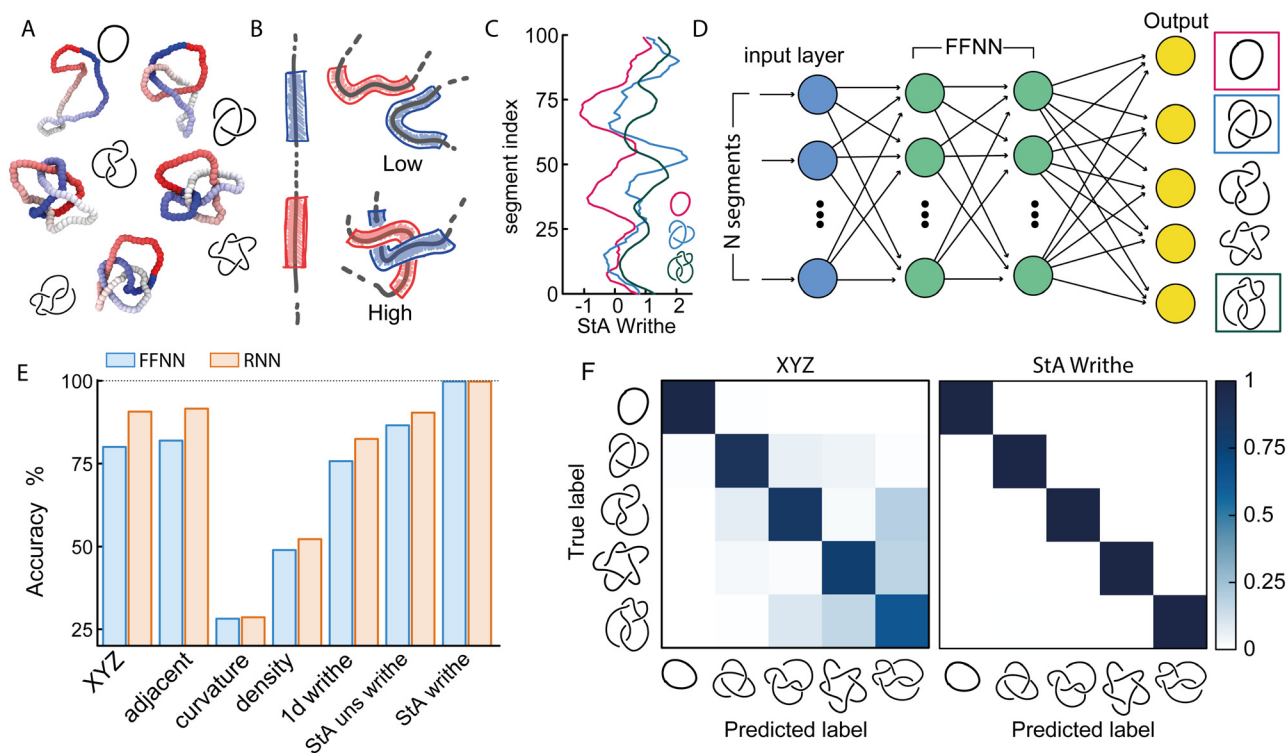 A
B
Low
High
C
segment index
100
75
50
25
0
-1 0 1 2
StA Writhe
D
input layer
FFNN
Output
N segments
E
FFNN RNN
Accuracy %
100
75
50
25
XYZ
adjacent
curvature
density
1d writhe
StA uns writhe
StA writhe
F
XYZ
StA Writhe
True label
Predicted label
Predicted label
1
0.75
0.5
0.25
0